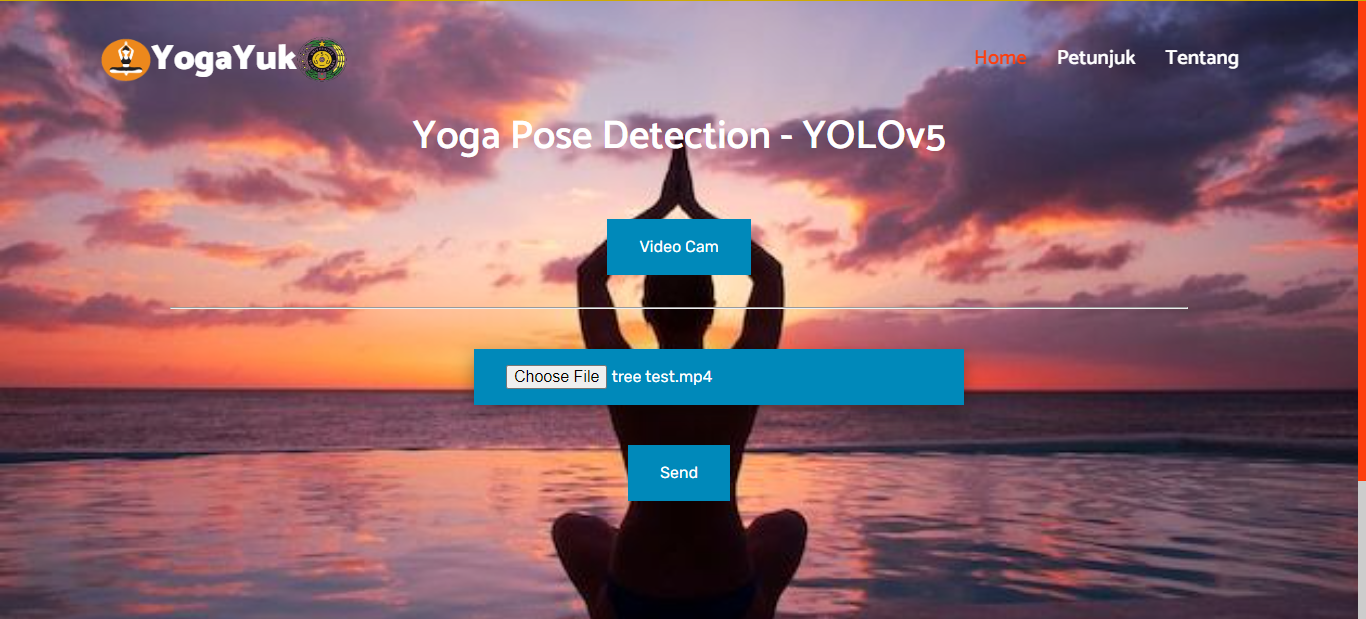 YogaYuk
Home Petunjuk Tentang
Yoga Pose Detection - YOLOv5
Video Cam
Choose File tree test.mp4
Send